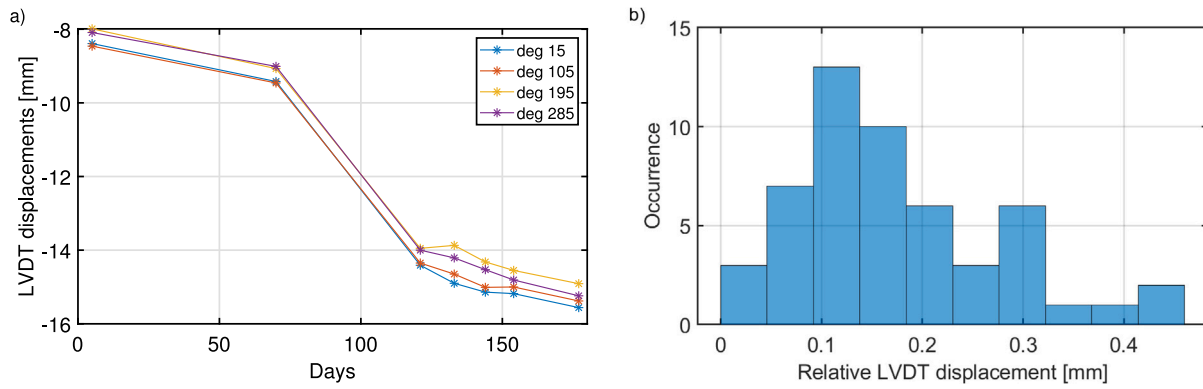 a)
-8
-10
-12
-14
-16
LVDT displacements [mm]
0
50
100
150
Days
deg 15
deg 105
deg 195
deg 285
b)
15
10
5
0
Occurrence
0
0.1
0.2
0.3
0.4
Relative LVDT displacement [mm]